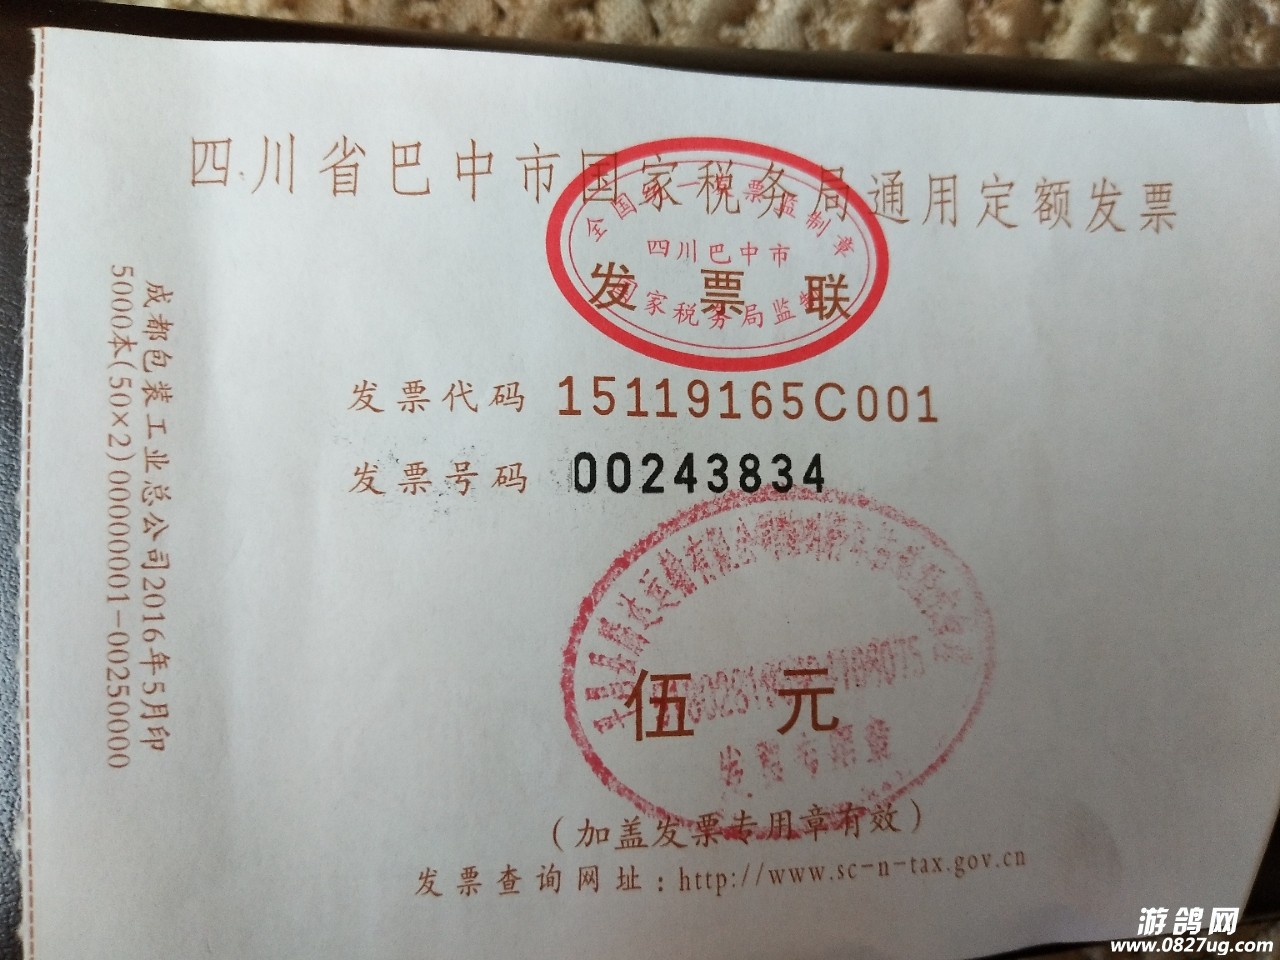 四川省巴中市国家税务局通用定额发票
全国统一发票监制章
四川巴中市
国家税务局监制
发票联
发票代码 15119165C001
发票号码 00243834
伍 元
发票专用章
(加盖发票专用章有效)
发票查询网址:http://www.sc-n-tax.gov.cn
成都包装工业总公司2016年5月印
5000本(50×2)00000001-00250000
游鸽网
www.0827ug.com